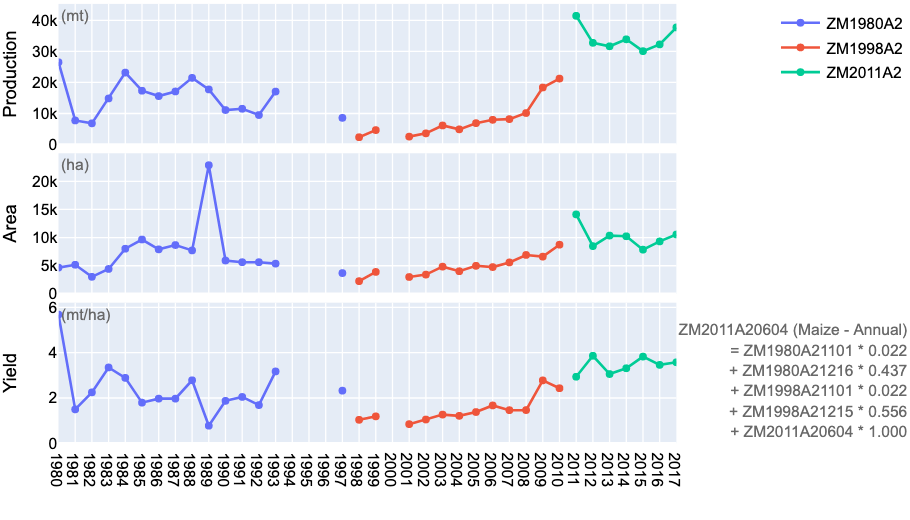 (mt)
Production
40k
30k
20k
10k
0
ZM1980A2
ZM1998A2
ZM2011A2
(ha)
Area
20k
15k
10k
5k
0
(mt/ha)
Yield
6
4
2
0
1980
1981
1982
1983
1984
1985
1986
1987
1988
1989
1990
1991
1992
1993
1994
1995
1996
1997
1998
1999
2000
2001
2002
2003
2004
2005
2006
2007
2008
2009
2010
2011
2012
2013
2014
2015
2016
2017
ZM2011A20604 (Maize - Annual)
= ZM1980A21101 * 0.022
+ ZM1980A21216 * 0.437
+ ZM1998A21101 * 0.022
+ ZM1998A21215 * 0.556
+ ZM2011A20604 * 1.000